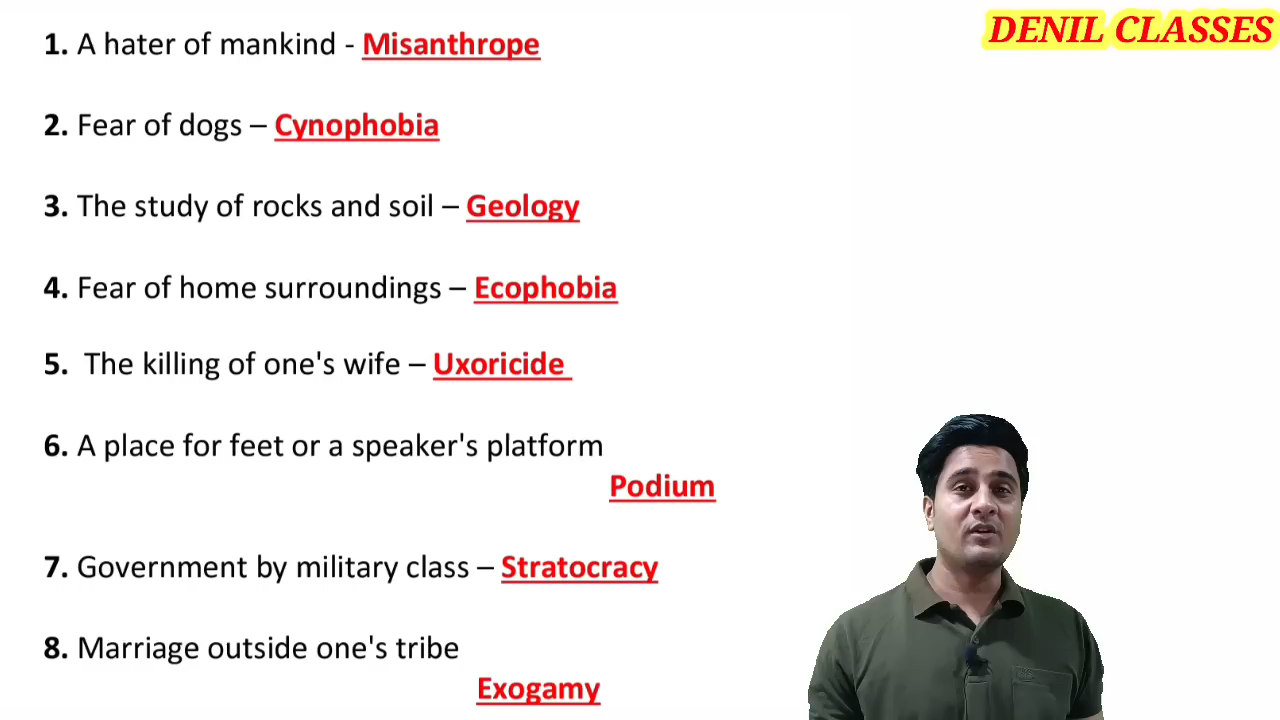 DENIL CLASSES
1. A hater of mankind - Misanthrope
2. Fear of dogs – Cynophobia
3. The study of rocks and soil – Geology
4. Fear of home surroundings – Ecophobia
5. The killing of one's wife – Uxoricide
6. A place for feet or a speaker's platform
Podium
7. Government by military class – Stratocracy
8. Marriage outside one's tribe
Exogamy